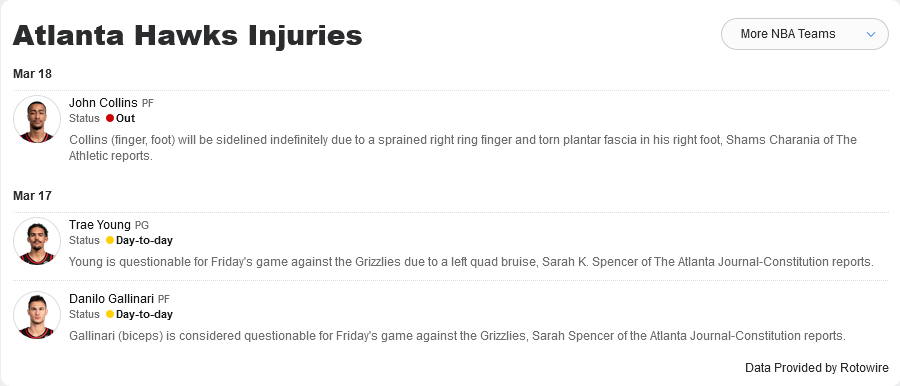 Atlanta Hawks Injuries
More NBA Teams
Mar 18
John Collins PF
Status Out
Collins (finger, foot) will be sidelined indefinitely due to a sprained right ring finger and torn plantar fascia in his right foot, Shams Charania of The
Athletic reports.
Mar 17
Trae Young PG
Status Day-to-day
Young is questionable for Friday's game against the Grizzlies due to a left quad bruise, Sarah K. Spencer of The Atlanta Journal-Constitution reports.
Danilo Gallinari PF
Status Day-to-day
Gallinari (biceps) is considered questionable for Friday's game against the Grizzlies, Sarah Spencer of the Atlanta Journal-Constitution reports.
Data Provided by Rotowire